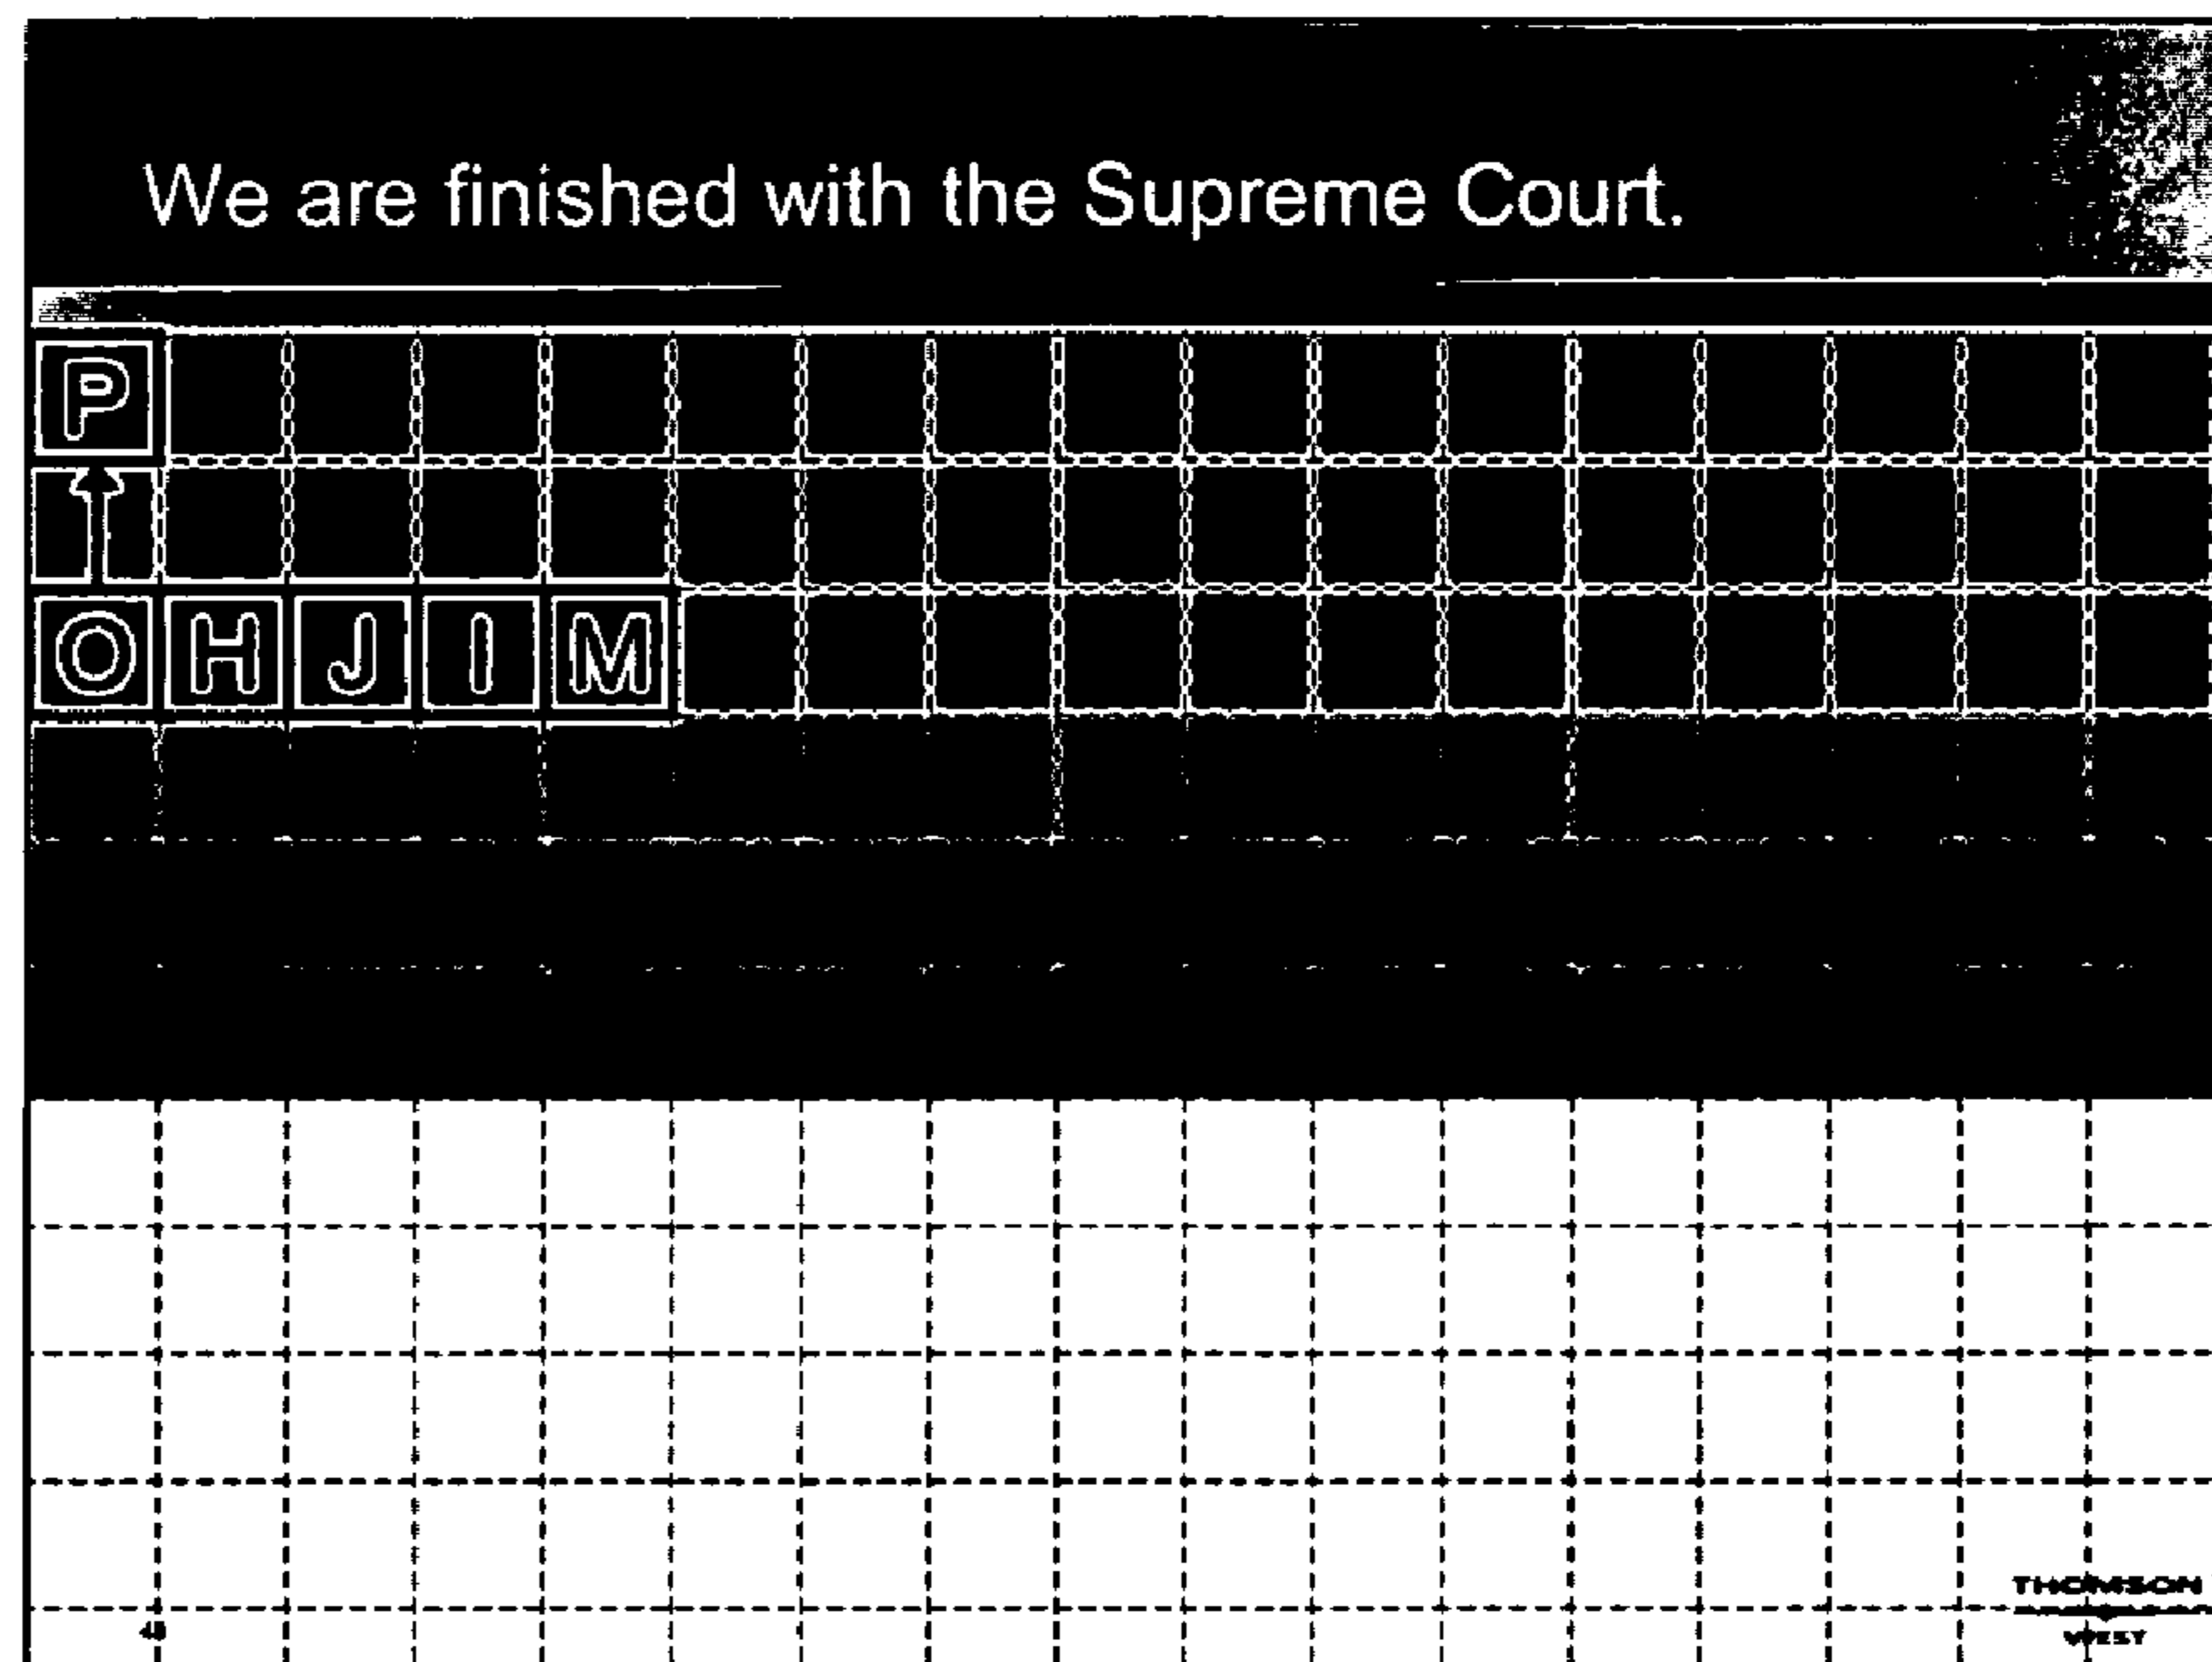 We are finished with the Supreme Court.
P
O H J I M
THOMSON
WEST